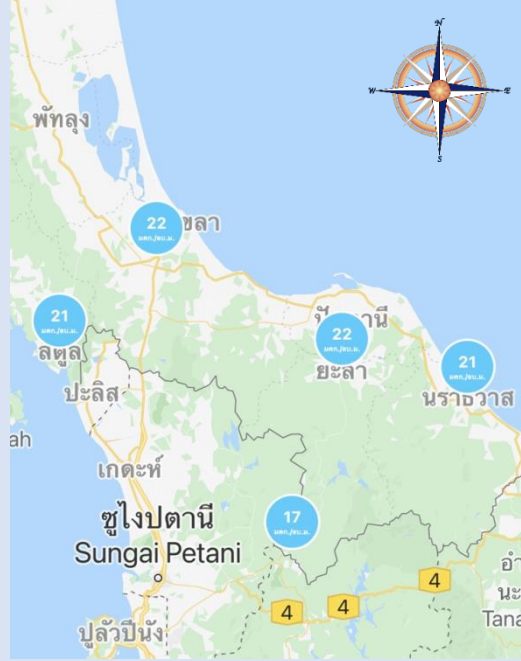 N
W
E
S
พัทลุง
22
มคก./ลบ.ม.
ขลา
21
มคก./ลบ.ม.
สตูล
22
มคก./ลบ.ม.
ยะลา
21
มคก./ลบ.ม.
นราธิวาส
ปะลิส
ah
เกดะห์
17
มคก./ลบ.ม.
ซูไงปตานี
Sungai Petani
4
4
4
ปูลัวปีนัง
Tana